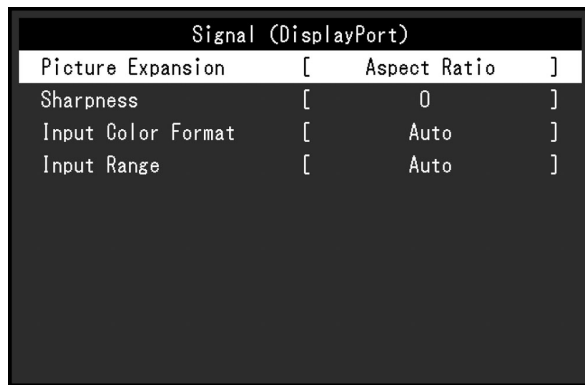 Signal (DisplayPort)
Picture Expansion [ Aspect Ratio ]
Sharpness [ 0 ]
Input Color Format [ Auto ]
Input Range [ Auto ]